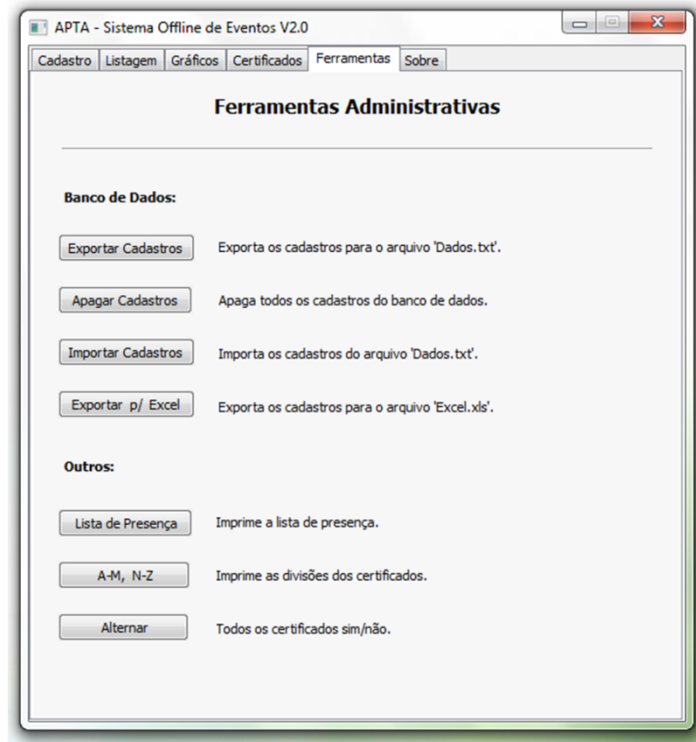 APTA - Sistema Offline de Eventos V2.0
Cadastro Listagem Gráficos Certificados Ferramentas Sobre
Ferramentas Administrativas
Banco de Dados:
Exportar Cadastros Exporta os cadastros para o arquivo 'Dados.txt'.
Apagar Cadastros Apaga todos os cadastros do banco de dados.
Importar Cadastros Importa os cadastros do arquivo 'Dados.txt'.
Exportar p/ Excel Exporta os cadastros para o arquivo 'Excel.xls'.
Outros:
Lista de Presença Imprime a lista de presença.
A-M, N-Z Imprime as divisões dos certificados.
Alternar Todos os certificados sim/não.